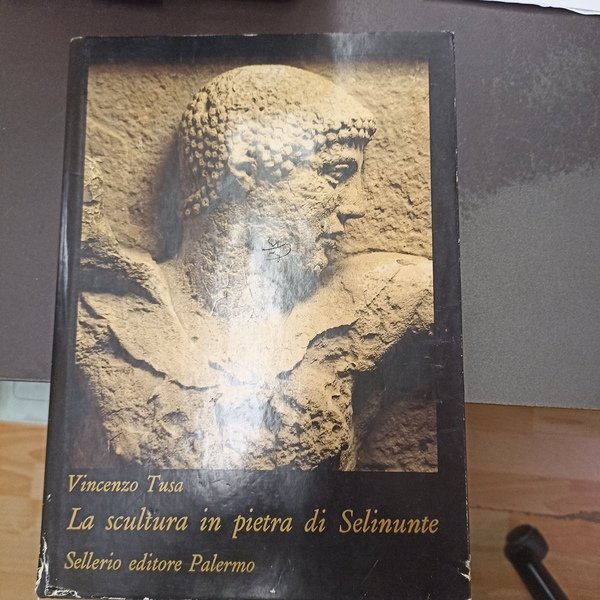 Vincenzo Tusa
La scultura in pietra di Selinunte
Sellerio editore Palermo